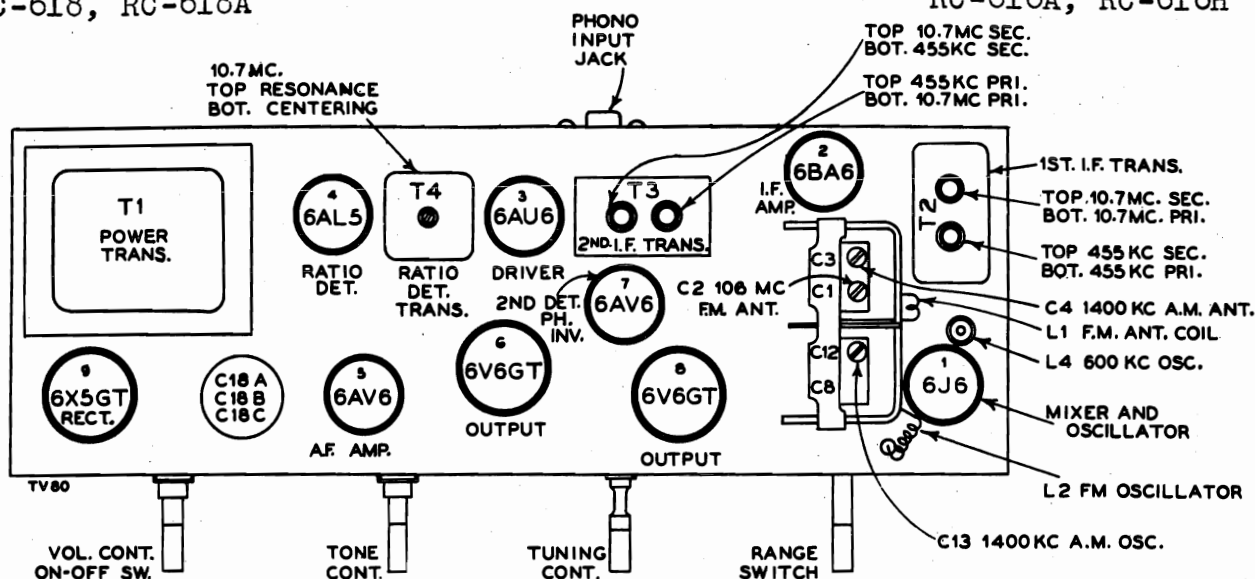 C-618, RC-618A
RC-616A, RC-616H
PHONO
INPUT
JACK
TOP 10.7MC SEC.
BOT. 455KC SEC.
TOP 455KC PRI.
BOT. 10.7MC PRI.
10.7MC.
TOP RESONANCE
BOT. CENTERING
T1
POWER
TRANS.
4
6AL5
RATIO
DET.
T4
RATIO
DET.
TRANS.
3
6AU6
DRIVER
T3
2ND. I.F. TRANS.
2
6BA6
I.F.
AMP.
T2
1ST. I.F. TRANS.
TOP 10.7MC. SEC.
BOT. 10.7MC. PRI.
TOP 455KC SEC.
BOT. 455KC PRI.
C3
C1
C2 106 MC
F.M. ANT.
C4 1400 KC A.M. ANT.
L1 F.M. ANT. COIL
L4 600 KC OSC.
7
6AV6
2ND DET.
PH.
INV.
C12
C8
1
6J6
MIXER AND
OSCILLATOR
9
6X5GT
RECT.
C18A
C18B
C18C
5
6AV6
A.F. AMP.
6
6V6GT
OUTPUT
8
6V6GT
OUTPUT
L2 FM OSCILLATOR
C13 1400KC A.M. OSC.
TV80
VOL. CONT.
ON-OFF SW.
TONE
CONT.
TUNING
CONT.
RANGE
SWITCH